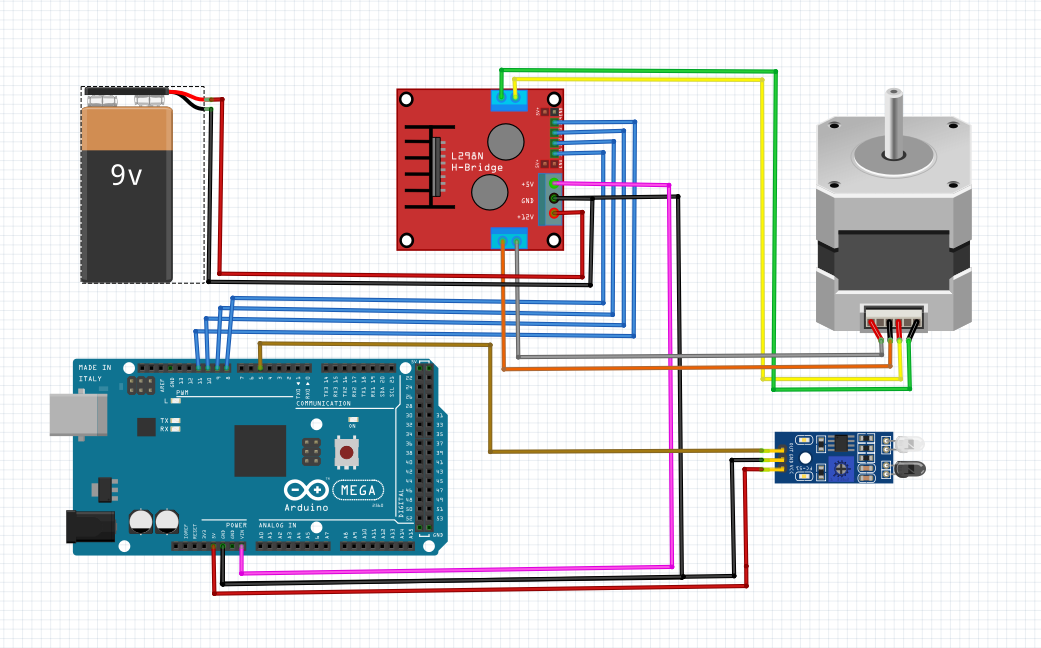 9v
L298N
H-Bridge
+5V
GND
+12V
MADE IN
ITALY
AREF
GND
13
12
11
10
9
8
7
6
5
4
3
2
1
0
PWM
COMMUNICATION
TX0
RX0
TX3 14
RX3 15
TX2 16
RX2 17
TX1 18
RX1 19
SDA 20
SCL 21
L
TX
RX
ON
5V
22
24
26
28
30
32
34
36
38
40
42
44
46
48
50
52
31
33
35
37
39
41
43
45
47
49
51
53
GND
DIGITAL
MEGA
2560
Arduino
POWER
ANALOG IN
IOREF
RESET
3V3
5V
GND
GND
VIN
A0
A1
A2
A3
A4
A5
A6
A7
A8
A9
A10
A11
A12
A13
A14
A15
OUT GND VCC
FC-51